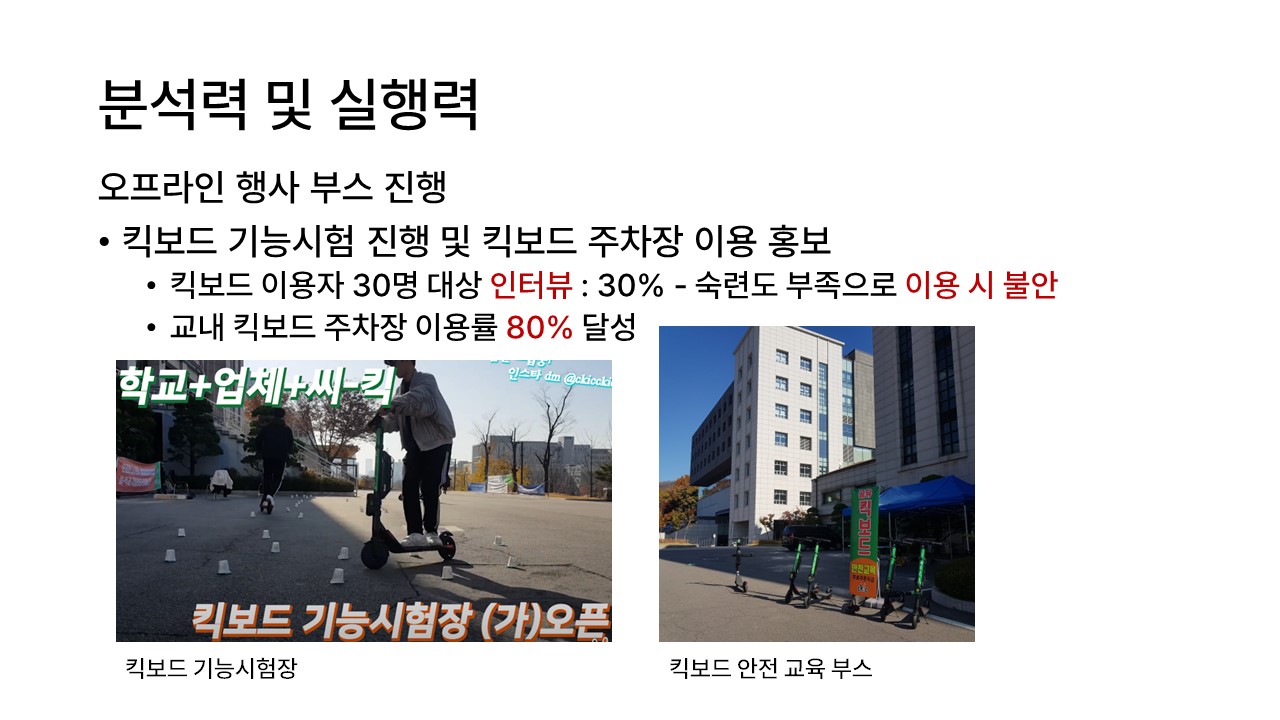 분석력 및 실행력
오프라인 행사 부스 진행
• 킥보드 기능시험 진행 및 킥보드 주차장 이용 홍보
• 킥보드 이용자 30명 대상 인터뷰 : 30% - 숙련도 부족으로 이용 시 불안
• 교내 킥보드 주차장 이용률 80% 달성
학교+업체+씨-킥
인스타 dm
킥보드 기능시험장 (가)오픈
공유
킥보드
안전교육
킥보드 기능시험장
킥보드 안전 교육 부스